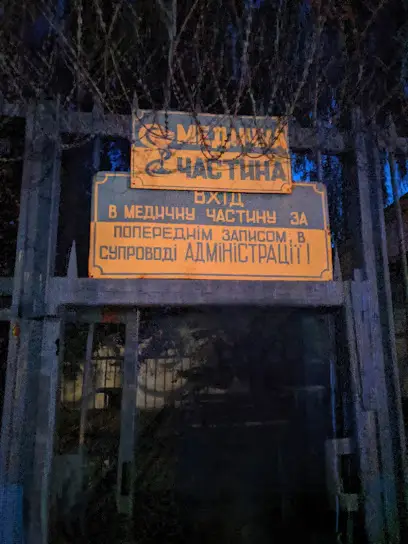 МЕДИЧНА
ЧАСТИНА
ВХІД
В МЕДИЧНУ ЧАСТИНУ ЗА
ПОПЕРЕДНІМ ЗАПИСОМ, В
СУПРОВОДІ АДМІНІСТРАЦІЇ!